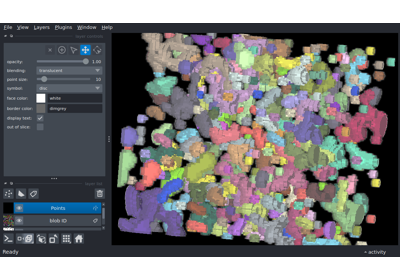 File View Layers Plugins Window Help
opacity: 1.00
blending: translucent
point size: 10
symbol: disc
face color: white
border color: dimgrey
display text:
out of slice:
Points
blob ID
Ready
activity